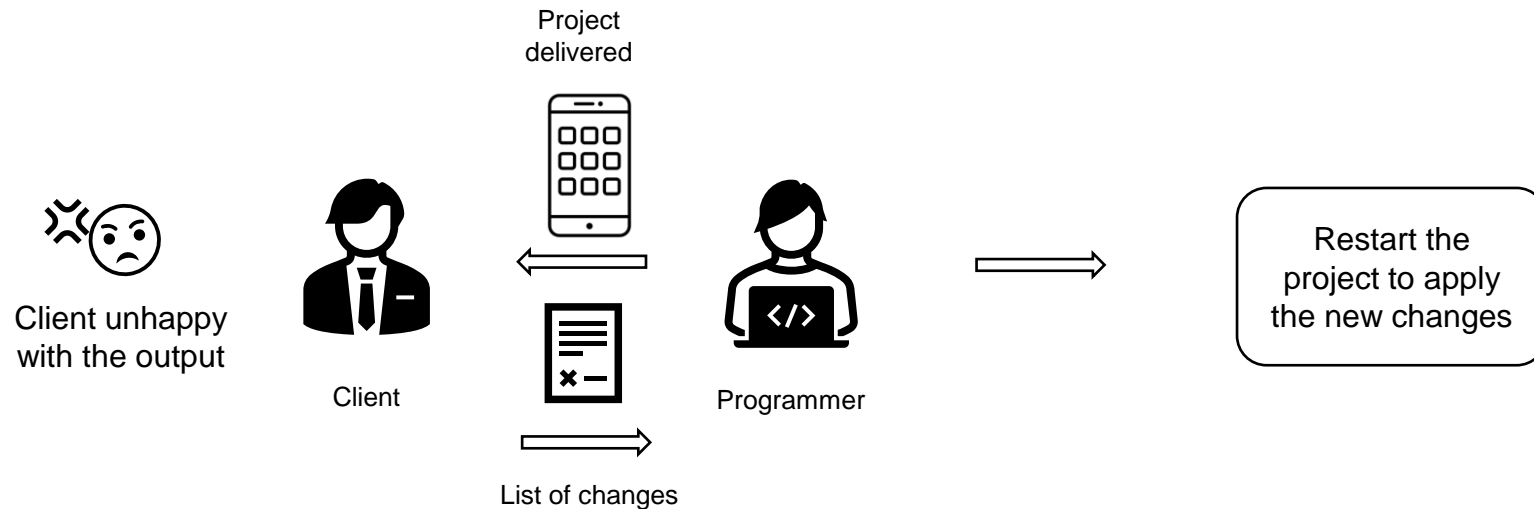 Project
delivered
Client unhappy
with the output
Client
</>
Programmer
List of changes
Restart the
project to apply
the new changes